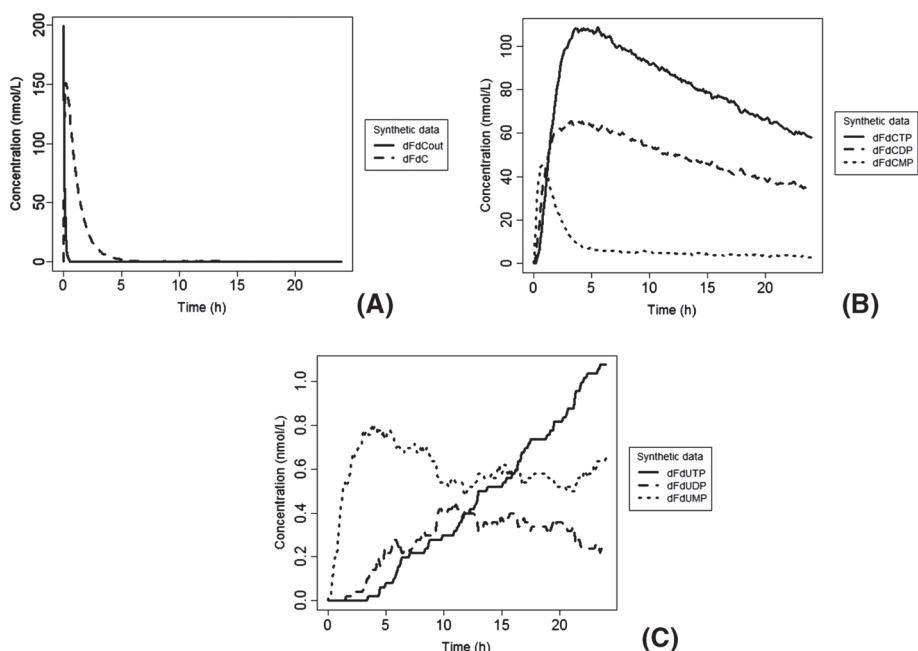 200
150
100
50
0
Concentration (nmol/L)
0 5 10 15 20
Time (h)
Synthetic data
dFdCout
dFdC
(A)
100
80
60
40
20
0
Concentration (nmol/L)
0 5 10 15 20
Time (h)
Synthetic data
dFdCTP
dFdCDP
dFdCMP
(B)
1.0
0.8
0.6
0.4
0.2
0.0
Concentration (nmol/L)
0 5 10 15 20
Time (h)
Synthetic data
dFdUTP
dFdUDP
dFdUMP
(C)